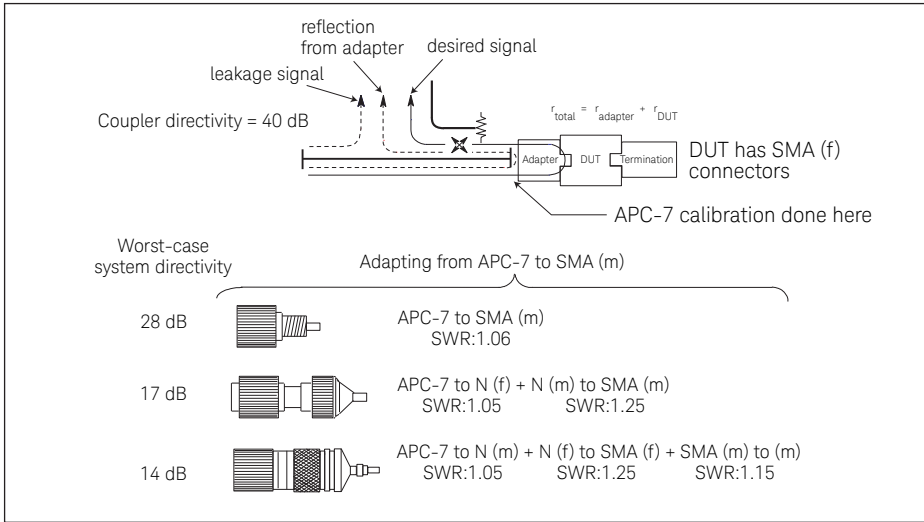 reflection
from adapter
desired signal
leakage signal
Coupler directivity = 40 dB
r total = r adapter + r DUT
Adapter
DUT
Termination
DUT has SMA (f)
connectors
APC-7 calibration done here
Worst-case
system directivity
Adapting from APC-7 to SMA (m)
28 dB
APC-7 to SMA (m)
SWR:1.06
17 dB
APC-7 to N (f) + N (m) to SMA (m)
SWR:1.05 SWR:1.25
14 dB
APC-7 to N (m) + N (f) to SMA (f) + SMA (m) to (m)
SWR:1.05 SWR:1.25 SWR:1.15